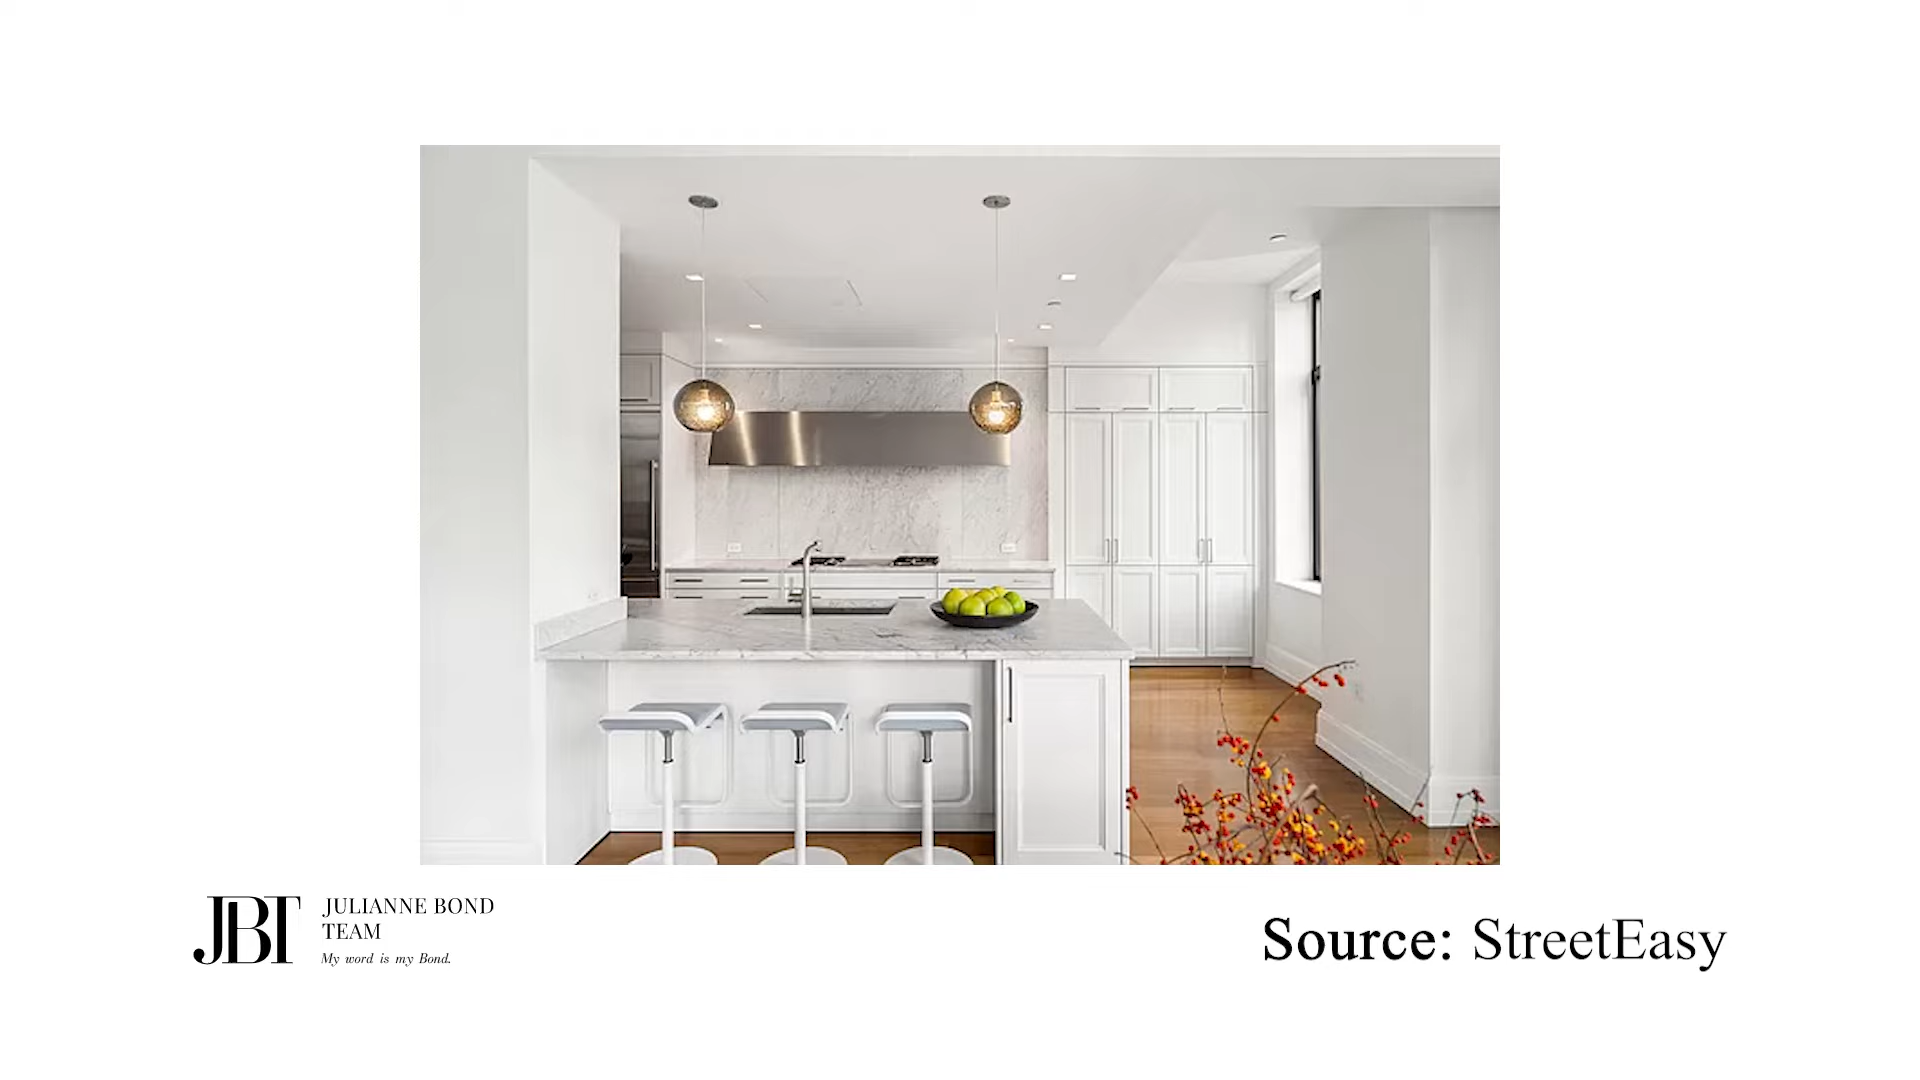 JBT
JULIANNE BOND
TEAM
My word is my Bond.
Source: StreetEasy